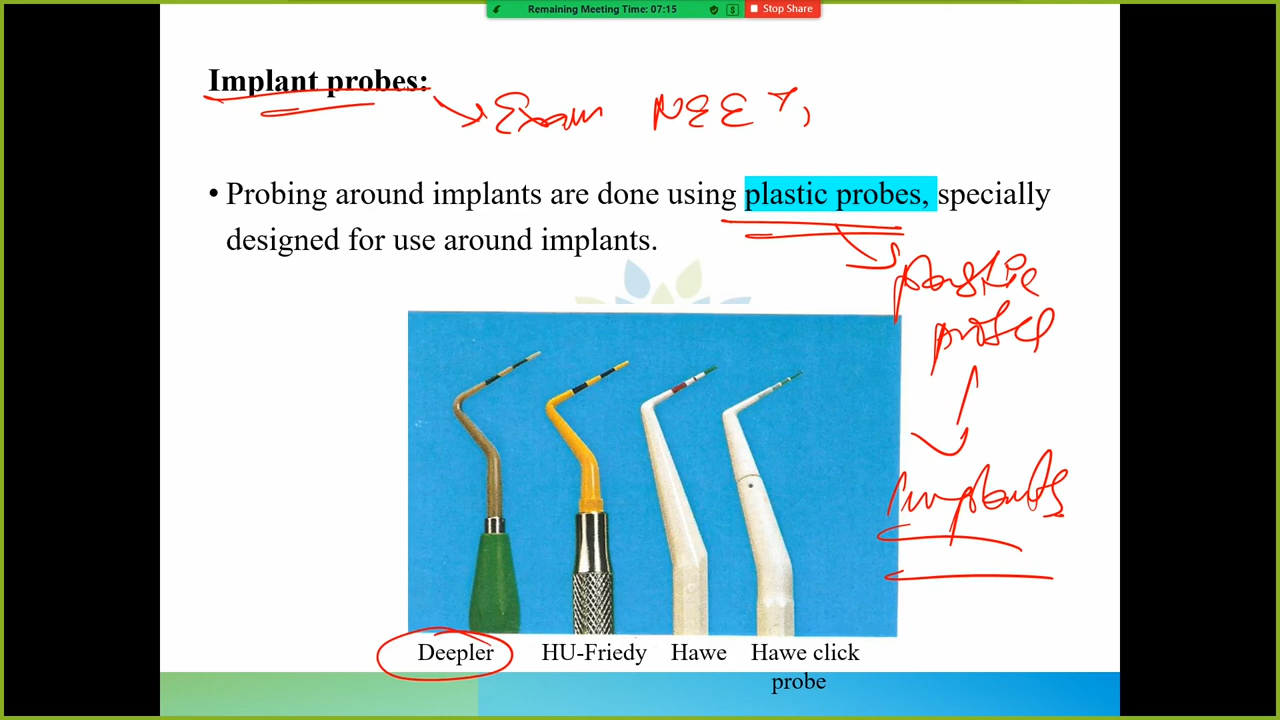 Remaining Meeting Time: 07:15
Stop Share
Implant probes:
Exam NEET,
• Probing around implants are done using plastic probes, specially
designed for use around implants.
plastic
probe
implants
Deepler HU-Friedy Hawe Hawe click
probe